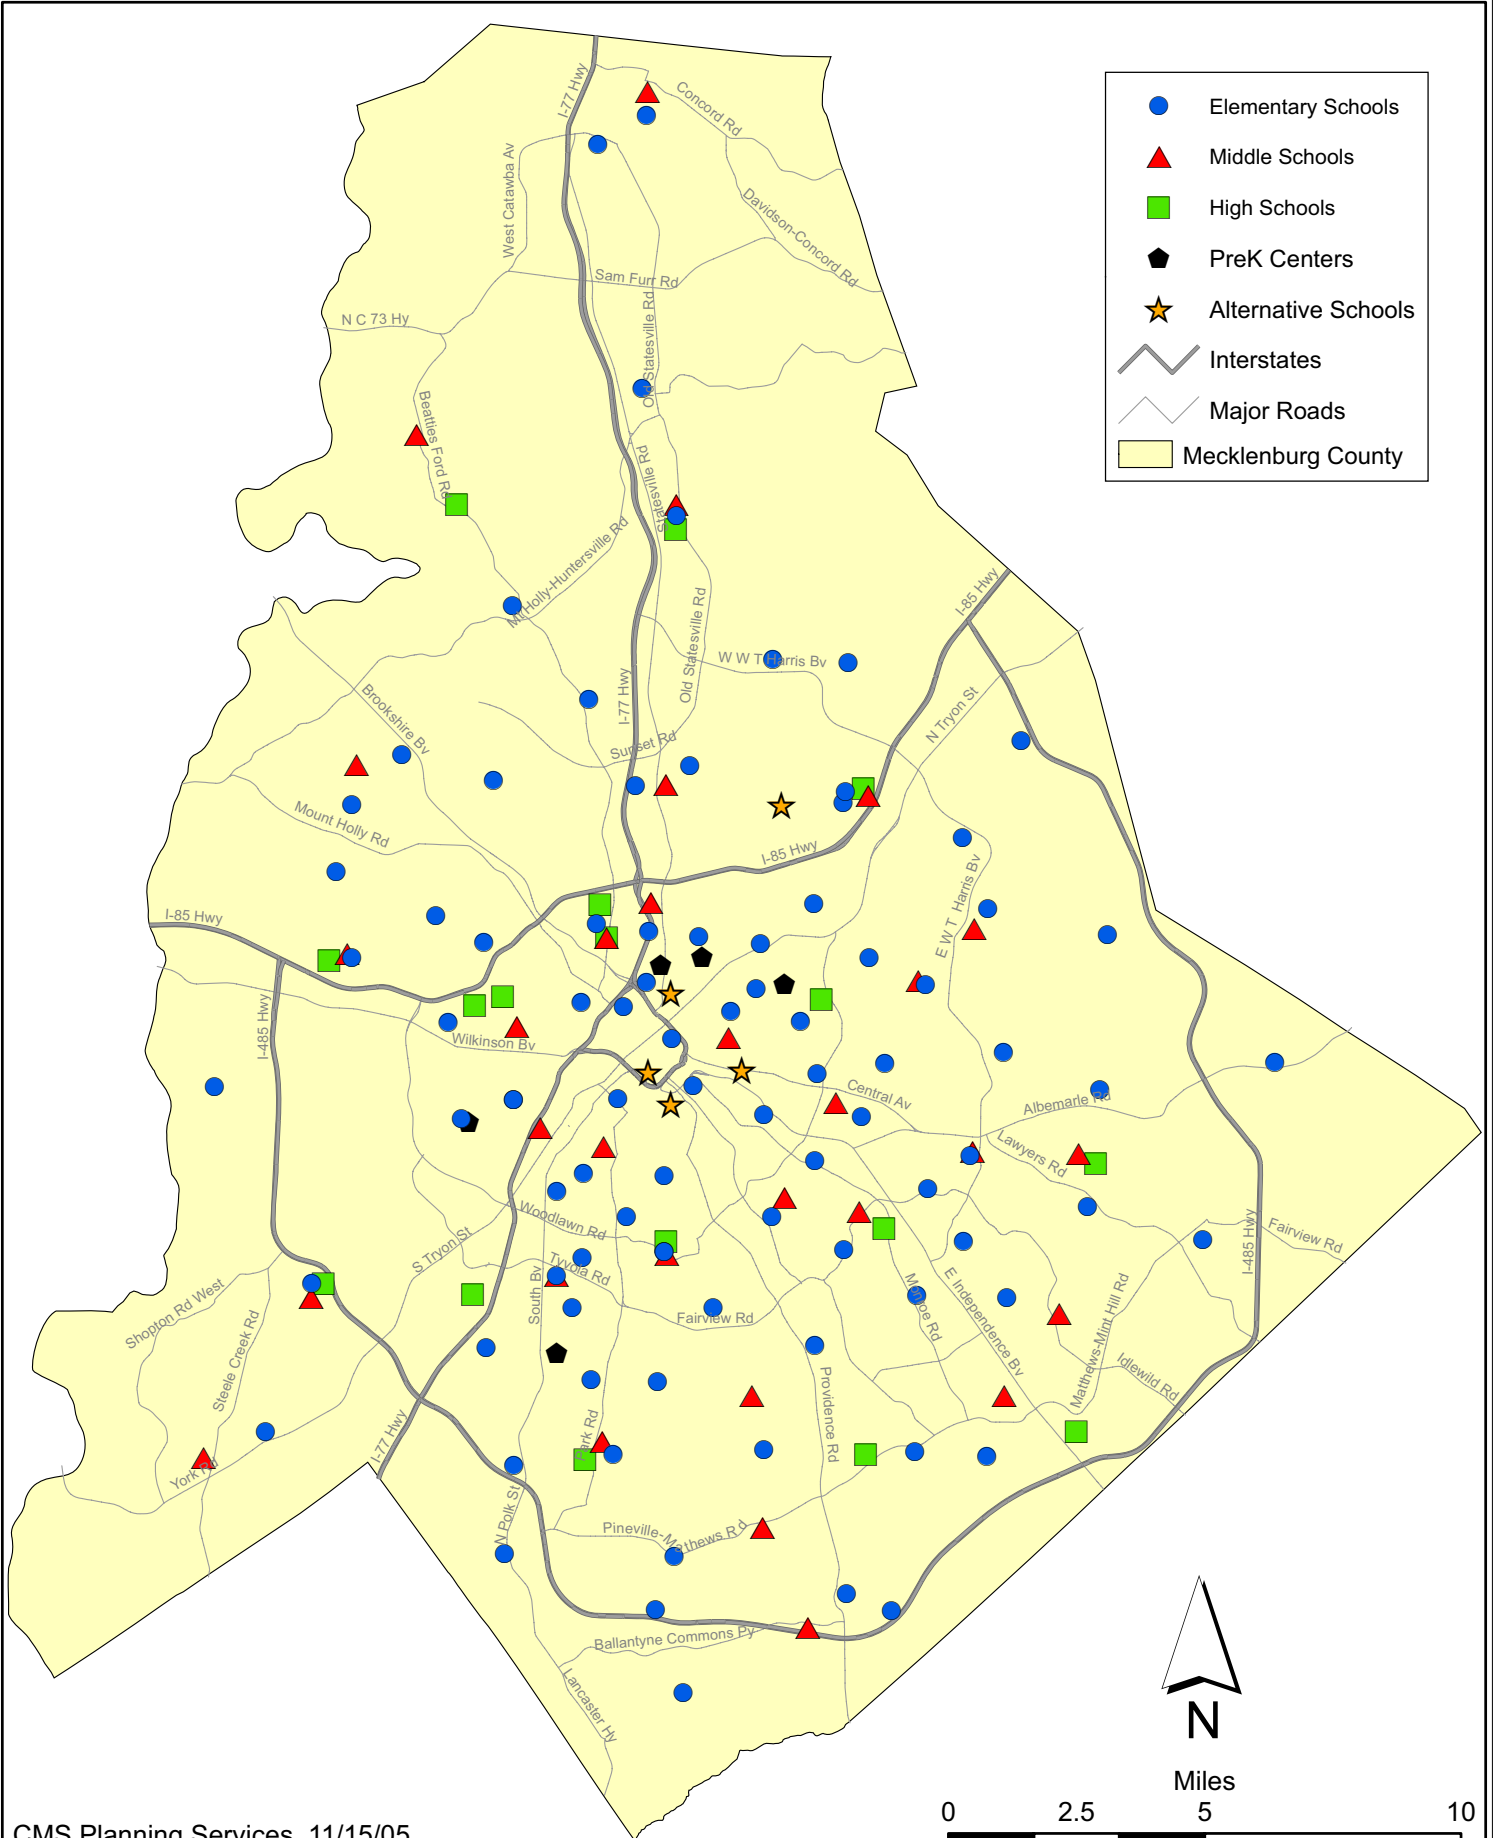 Elementary Schools
Middle Schools
High Schools
PreK Centers
Alternative Schools
Interstates
Major Roads
Mecklenburg County
I-77 Hwy
Concord Rd
West Catawba Av
Davidson-Concord Rd
Sam Furr Rd
N C 73 Hy
Old Statesville Rd
Beatties Ford Rd
Statesville Rd
Mt Holly-Huntersville Rd
I-85 Hwy
Old Statesville Rd
W W T Harris Bv
I-77 Hwy
Brookshire Bv
N Tryon St
Sunset Rd
Mount Holly Rd
I-85 Hwy
E W T Harris Bv
I-85 Hwy
I-485 Hwy
Wilkinson Bv
Central Av
Albemarle Rd
Lawyers Rd
Woodlawn Rd
Fairview Rd
I-485 Hwy
S Tryon St
Tyvola Rd
South Bv
Shopton Rd West
Steele Creek Rd
Fairview Rd
Monroe Rd
E Independence Bv
Matthews-Mint Hill Rd
Idlewild Rd
Providence Rd
Park Rd
I-77 Hwy
York Rd
N Polk St
Pineville-Mathews Rd
Ballantyne Commons Py
Lancaster Hy
N
Miles
0 2.5 5 10
CMS Planning Services, 11/15/05